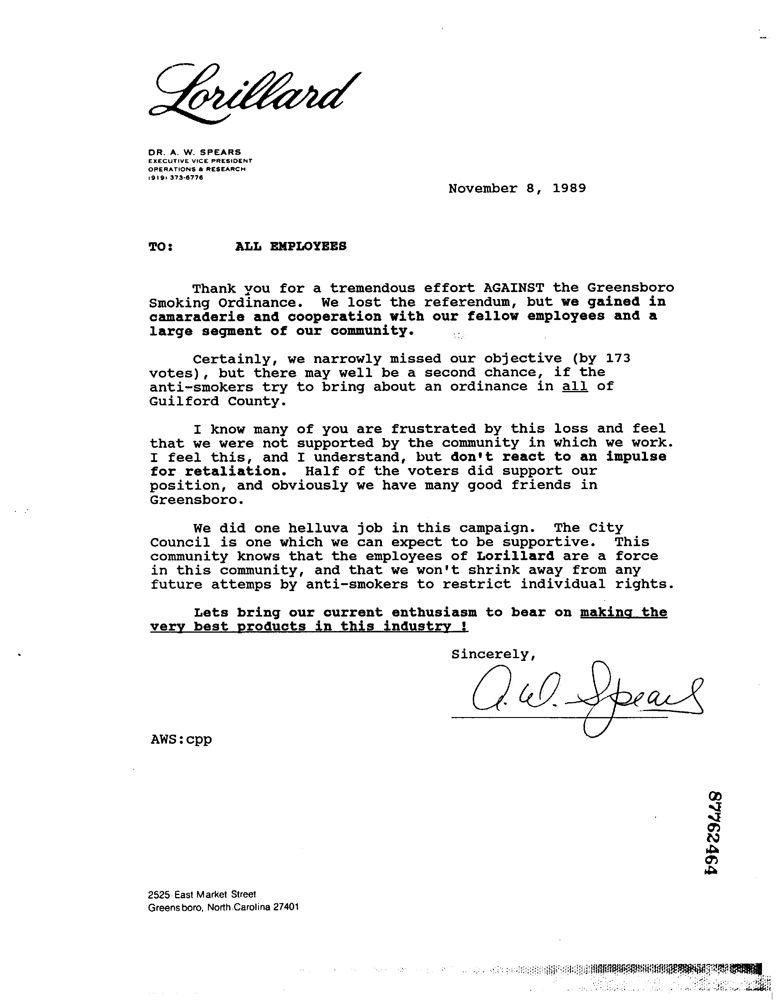 Lorillard
DR. A. W. SPEARS
EXECUTIVE VICE PRESIDENT
OPERATIONS & RESEARCH
(919) 373-6776
November 8, 1989
TO: ALL EMPLOYEES
Thank you for a tremendous effort AGAINST the Greensboro
Smoking Ordinance. We lost the referendum, but we gained in
camaraderie and cooperation with our fellow employees and a
large segment of our community.
Certainly, we narrowly missed our objective (by 173
votes), but there may well be a second chance, if the
anti-smokers try to bring about an ordinance in all of
Guilford County.
I know many of you are frustrated by this loss and feel
that we were not supported by the community in which we work.
I feel this, and I understand, but don't react to an impulse
for retaliation. Half of the voters did support our
position, and obviously we have many good friends in
Greensboro.
We did one helluva job in this campaign. The City
Council is one which we can expect to be supportive. This
community knows that the employees of Lorillard are a force
in this community, and that we won't shrink away from any
future attemps by anti-smokers to restrict individual rights.
Lets bring our current enthusiasm to bear on making the
very best products in this industry !
Sincerely,
A. W. Spears
AWS:cpp
87762464
2525 East Market Street
Greensboro, North Carolina 27401